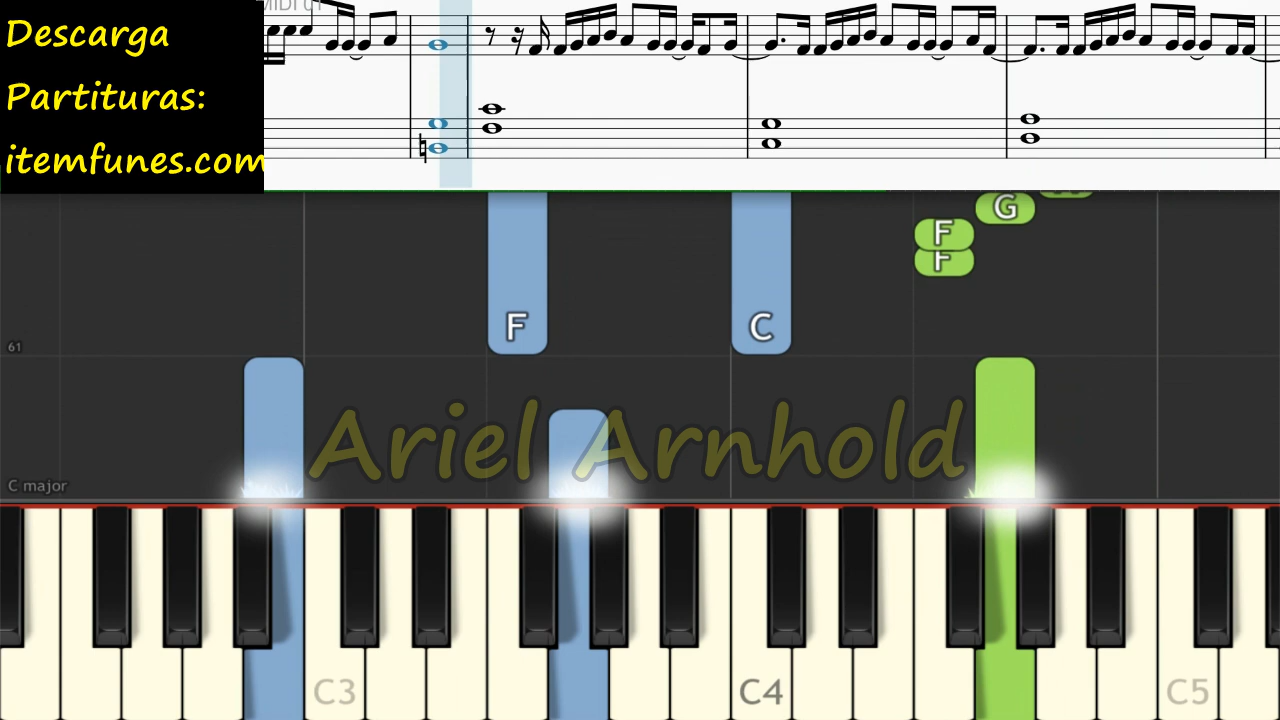 Descarga
Partituras:
itemfunes.com
G
F
F
F
C
61
Ariel Arnhold
C major
C3
C4
C5